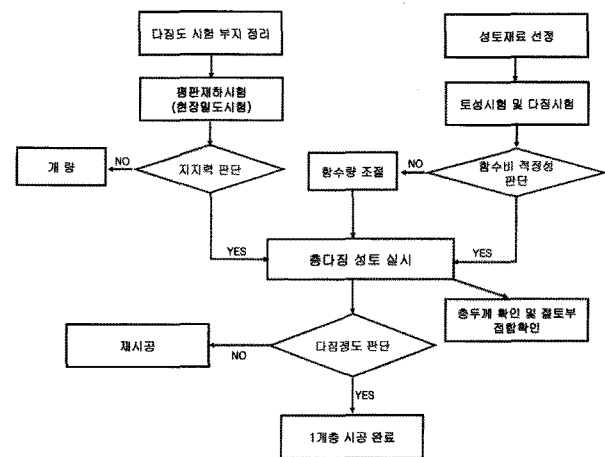 다짐도 시험 부지 정리
성토재료 선정
평판재하시험
(현장밀도시험)
토성시험 및 다짐시험
개 량
NO
지지력 판단
함수량 조절
NO
함수비 적정성
판단
YES
YES
층다짐 성토 실시
층두께 확인 및 절토부
접합확인
재시공
NO
다짐정도 판단
YES
1개층 시공 완료